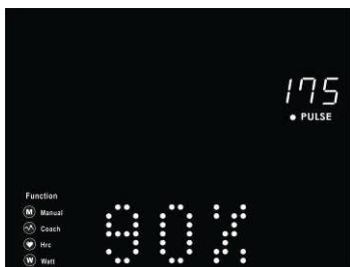 175
PULSE
Function
M Manual
Coach
Hrc
W Watt
90%